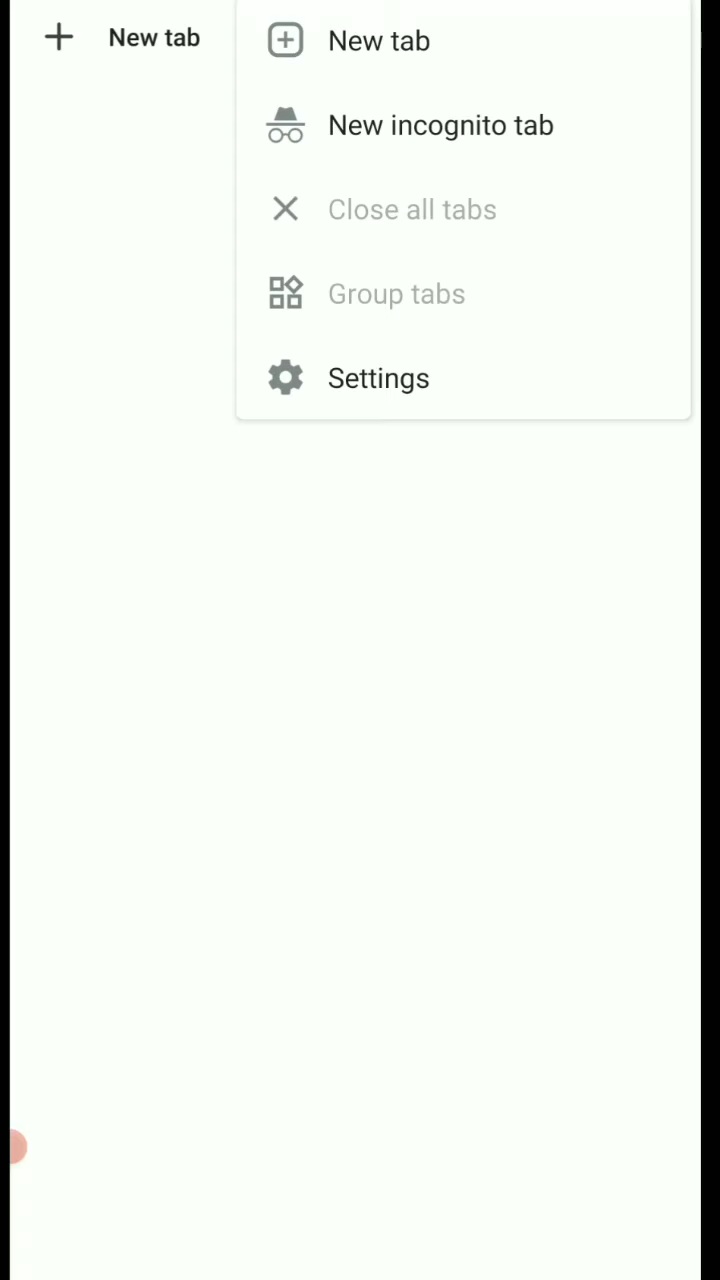 New tab
New tab
New incognito tab
Close all tabs
Group tabs
Settings